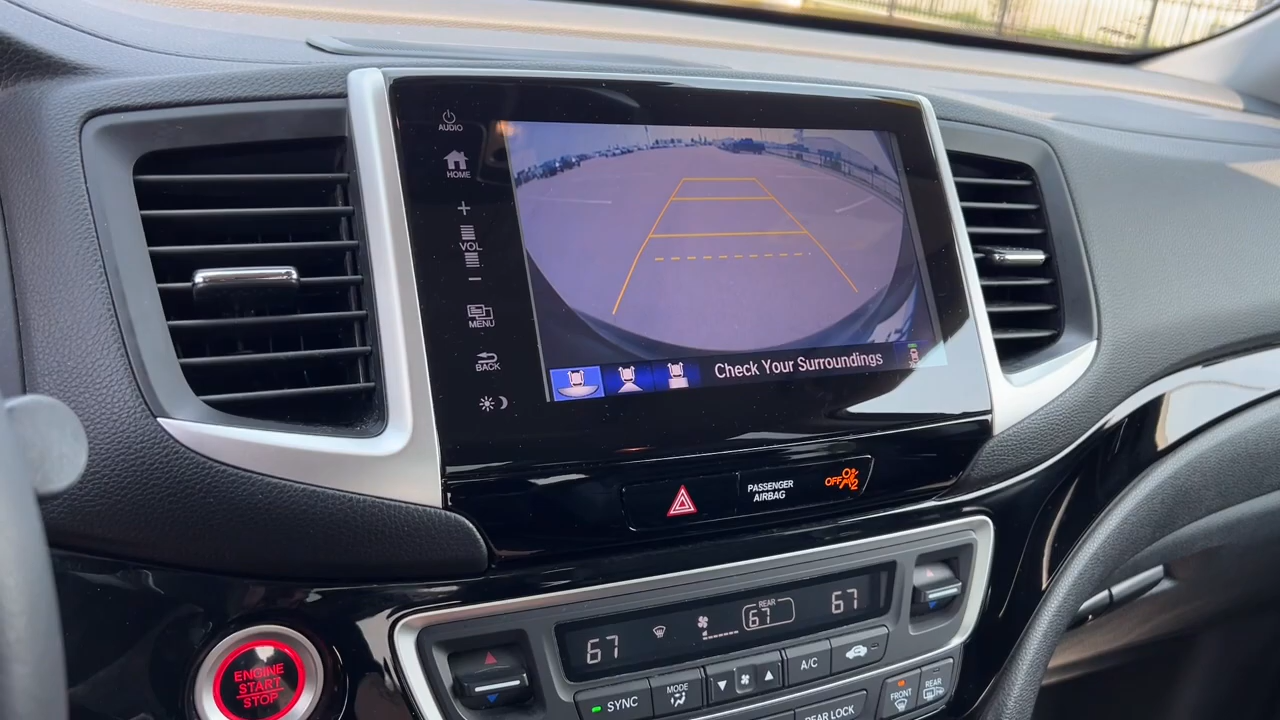 AUDIO
HOME
+
VOL
−
MENU
BACK
Check Your Surroundings
PASSENGER
AIRBAG
OFF
2
67
REAR
67
67
ENGINE
START
STOP
SYNC
MODE
A/C
REAR LOCK
FRONT
REAR